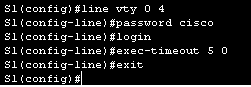 S1(config)#line vty 0 4
S1(config-line)#password cisco
S1(config-line)#login
S1(config-line)#exec-timeout 5 0
S1(config-line)#exit
S1(config)#